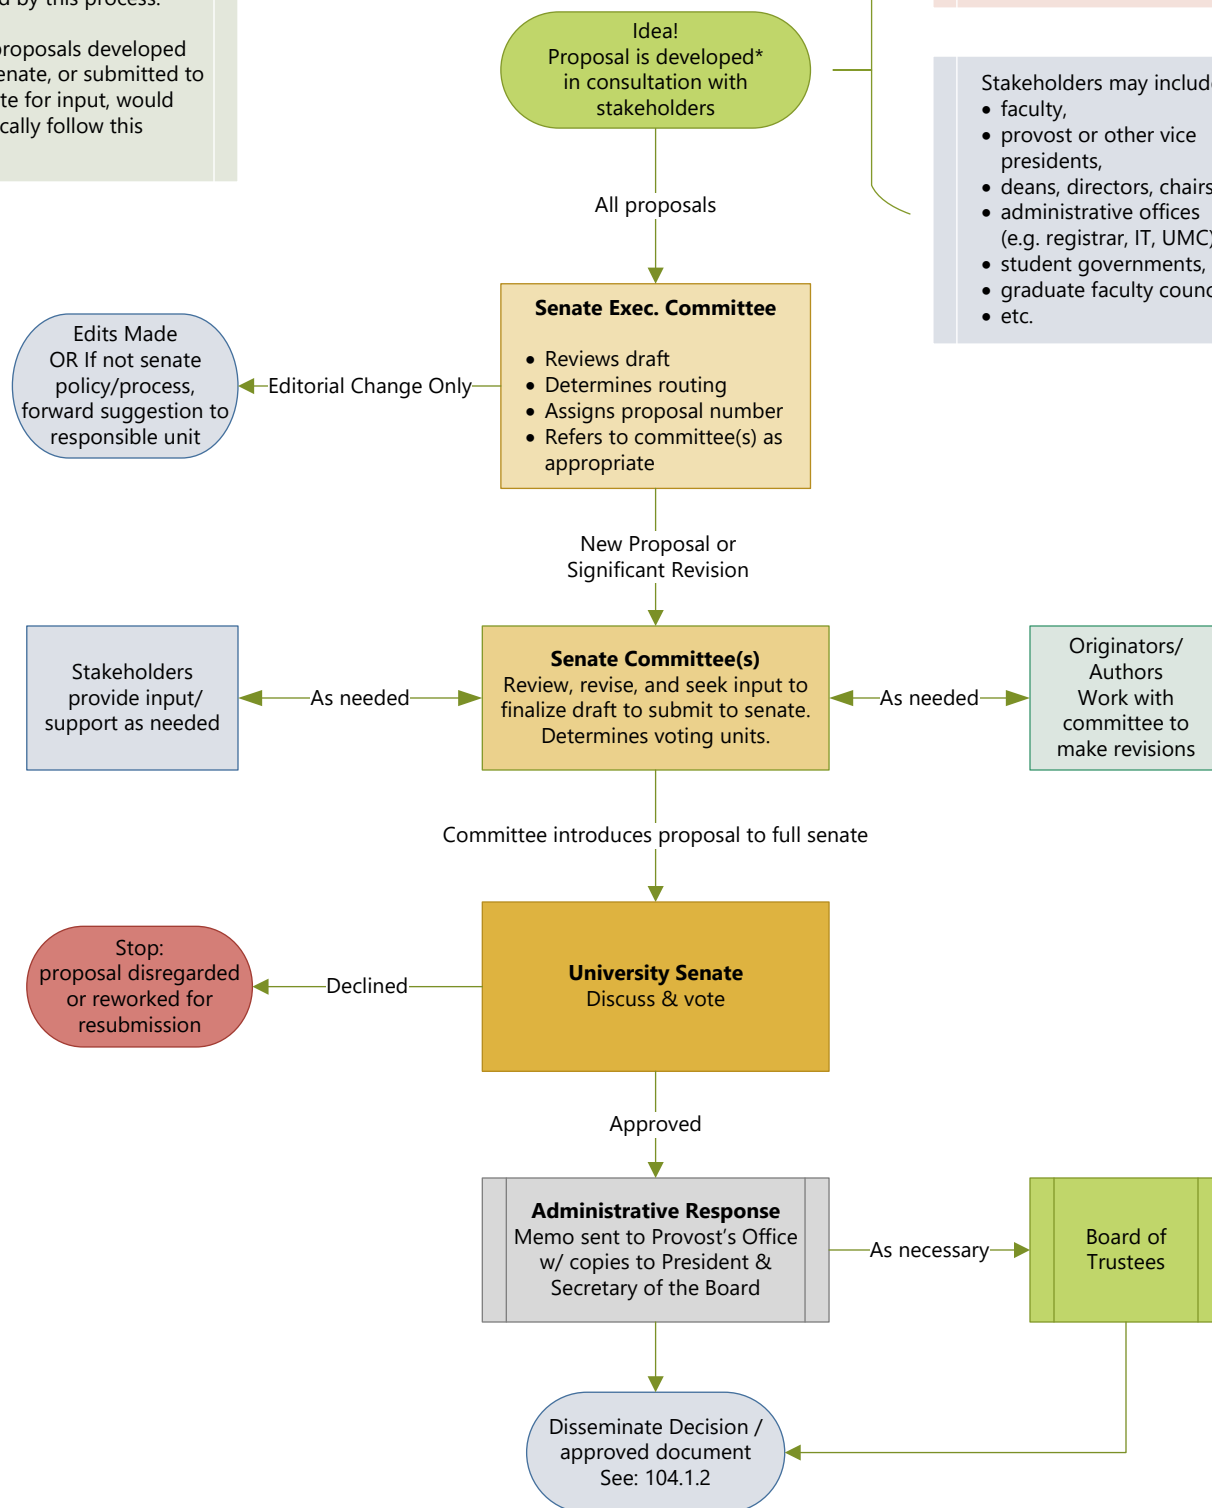 by this process.
proposals developed
or submitted to
for input, would
follow this
Idea!
Proposal is developed*
in consultation with
stakeholders
Stakeholders may include
• faculty,
• provost or other vice
presidents,
• deans, directors, chairs
• administrative offices
(e.g. registrar, IT, UMC)
• student governments,
• graduate faculty
• etc.
All proposals
Senate Exec. Committee
• Reviews draft
• Determines routing
• Assigns proposal number
• Refers to committee(s) as
appropriate
Editorial Change Only
Edits Made
OR If not senate
policy/process,
forward suggestion to
responsible unit
New Proposal or
Significant Revision
Stakeholders
provide input/
support as needed
As needed
Senate Committee(s)
Review, revise, and seek input to
finalize draft to submit to senate.
Determines voting units.
As needed
Originators/
Authors
Work with
committee to
make revisions
Committee introduces proposal to full senate
Stop:
proposal disregarded
or reworked for
resubmission
Declined
University Senate
Discuss & vote
Approved
Administrative Response
Memo sent to Provost's Office
w/ copies to President &
Secretary of the Board
As necessary
Board of
Trustees
Disseminate Decision /
approved document
See: 104.1.2